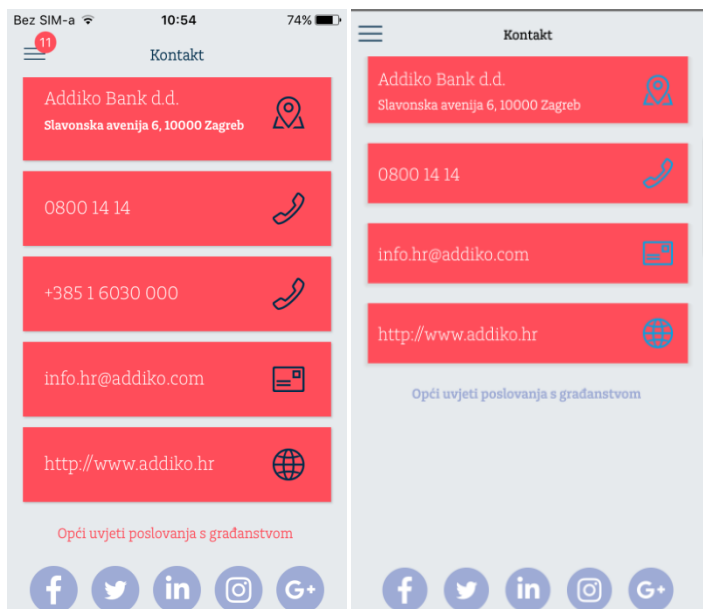 Bez SIM-a 10:54 74%
11
Kontakt
Addiko Bank d.d.
Slavonska avenija 6, 10000 Zagreb
0800 14 14
+385 1 6030 000
info.hr@addiko.com
http://www.addiko.hr
Opći uvjeti poslovanja s građanstvom
f in G+
Kontakt
Addiko Bank d.d.
Slavonska avenija 6, 10000 Zagreb
0800 14 14
info.hr@addiko.com
http://www.addiko.hr
Opći uvjeti poslovanja s građanstvom
f in G+